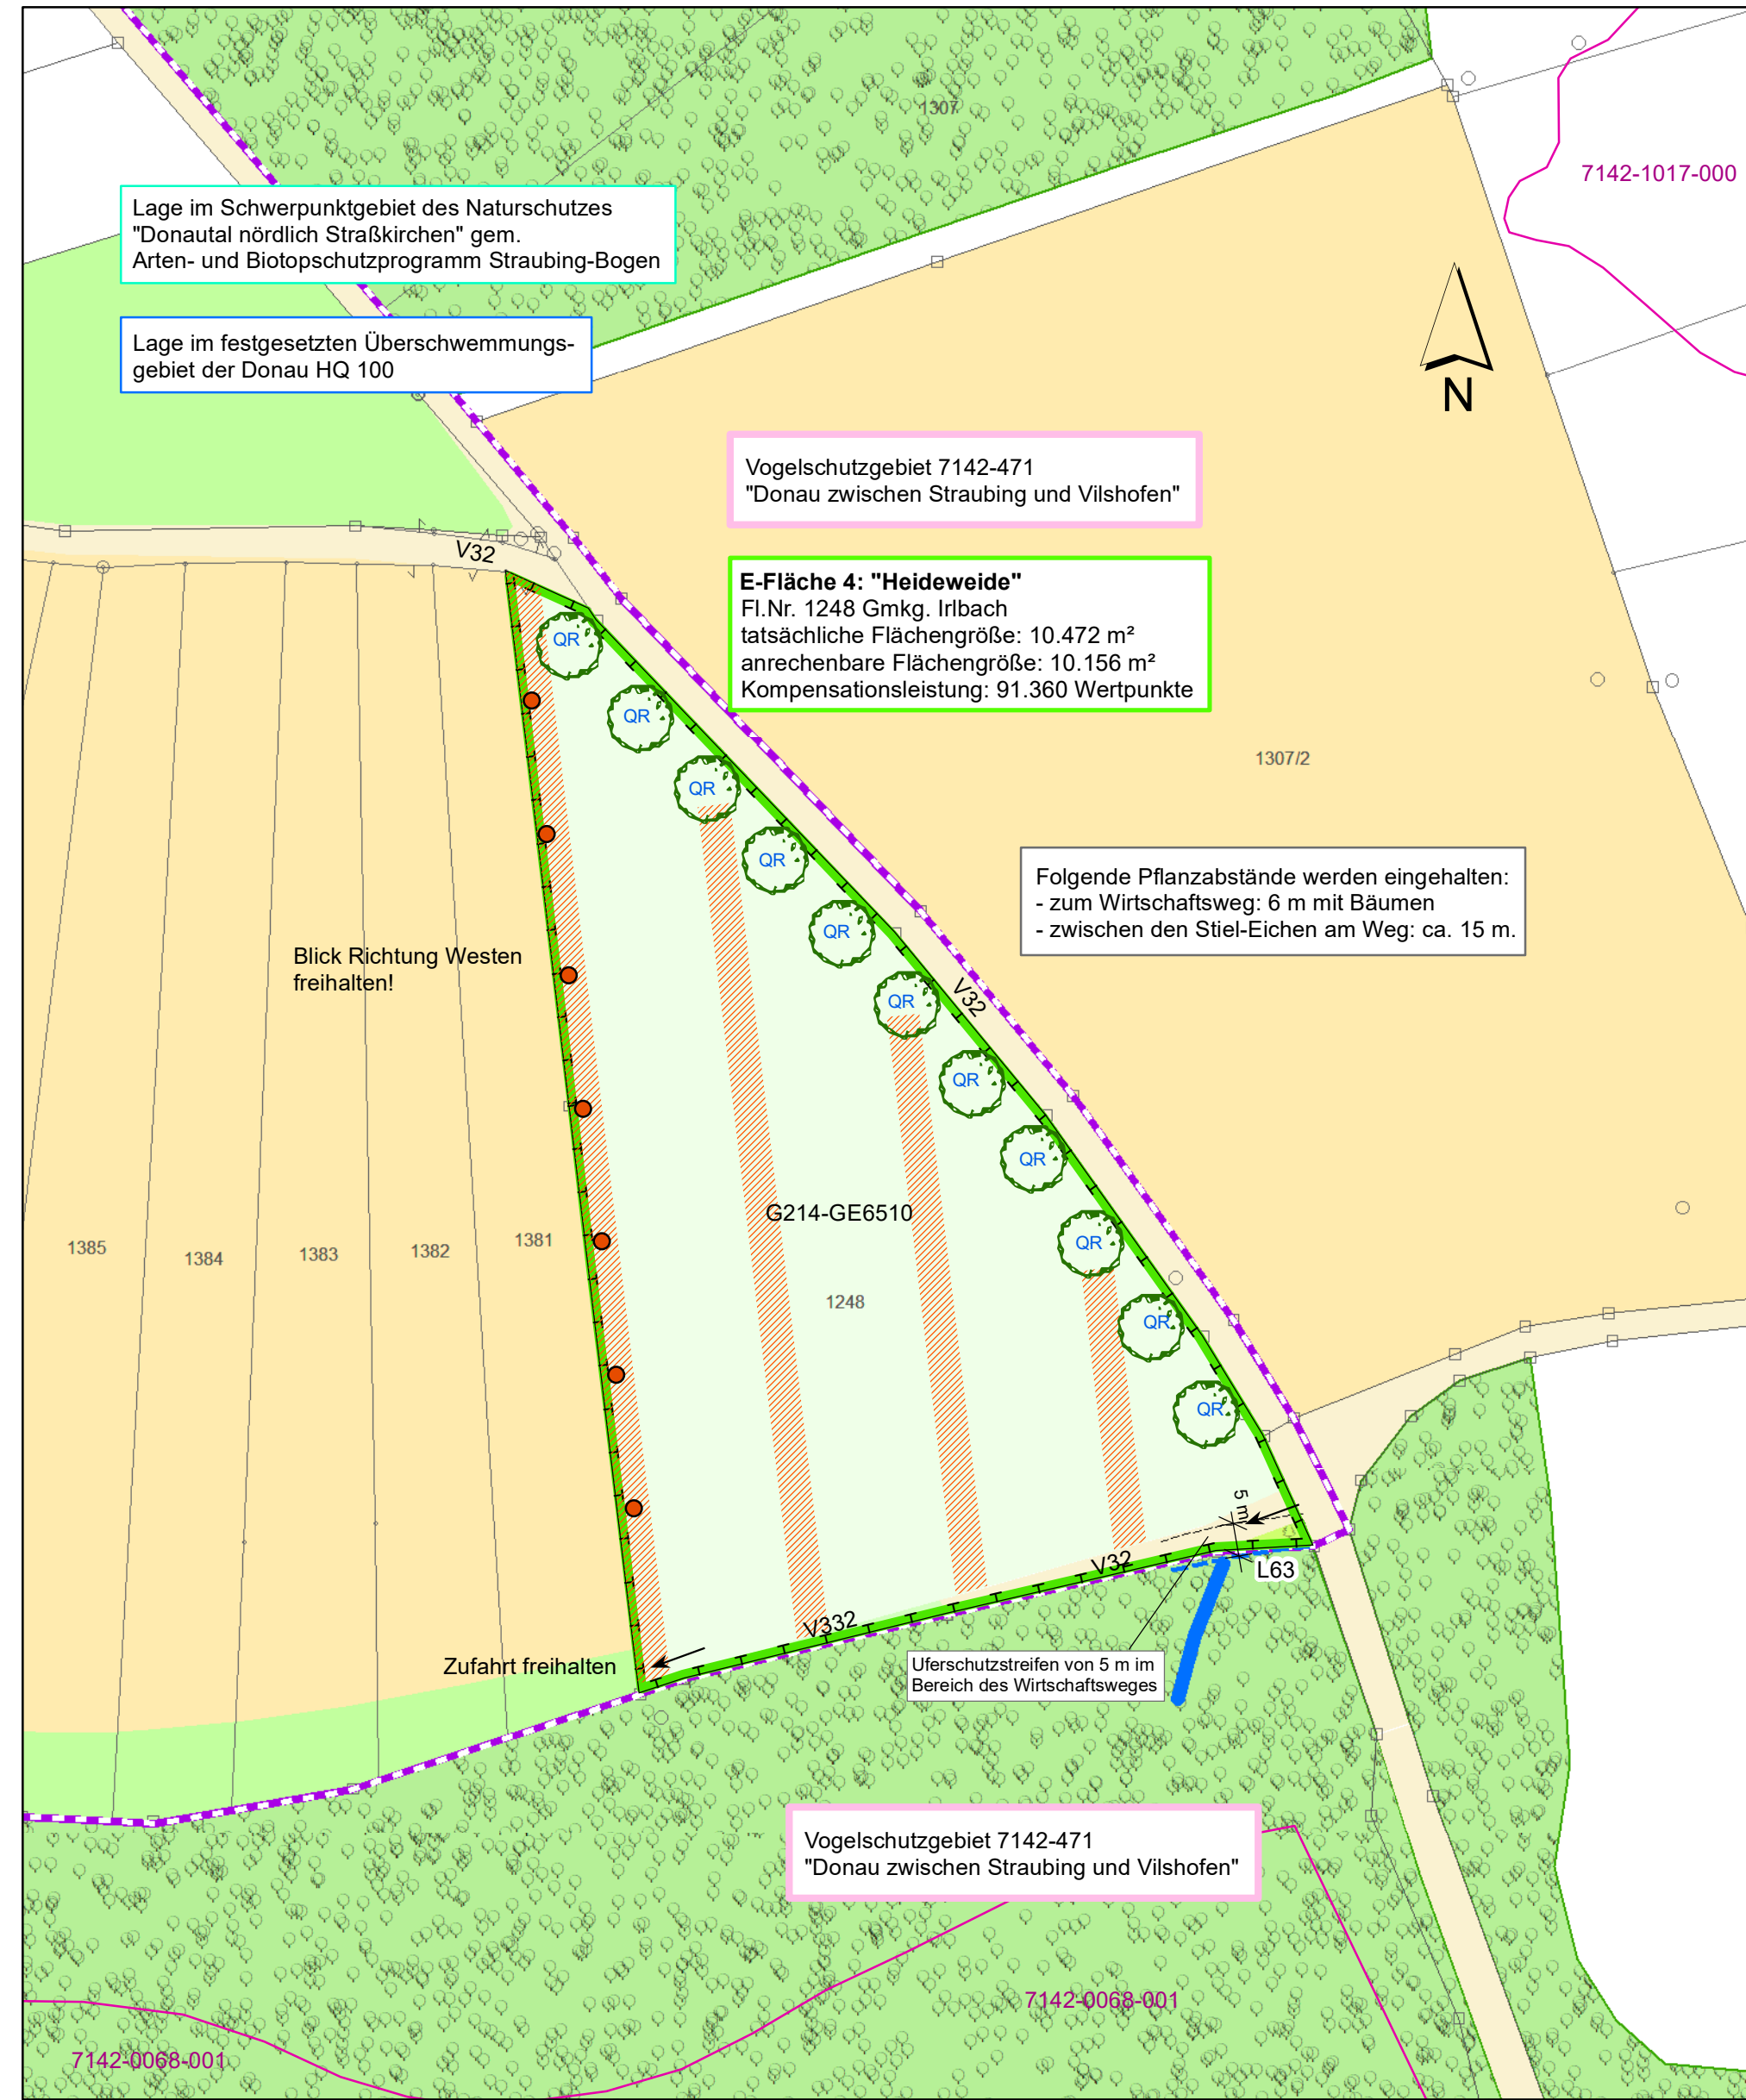 1307
7142-1017-000
Lage im Schwerpunktgebiet des Naturschutzes
"Donautal nördlich Straßkirchen" gem.
Arten- und Biotopschutzprogramm Straubing-Bogen
Lage im festgesetzten Überschwemmungs-
gebiet der Donau HQ 100
N
Vogelschutzgebiet 7142-471
"Donau zwischen Straubing und Vilshofen"
V32
E-Fläche 4: "Heideweide"
Fl.Nr. 1248 Gmkg. Irlbach
tatsächliche Flächengröße: 10.472 m²
anrechenbare Flächengröße: 10.156 m²
Kompensationsleistung: 91.360 Wertpunkte
QR
QR
1307/2
QR
QR
Folgende Pflanzabstände werden eingehalten:
- zum Wirtschaftsweg: 6 m mit Bäumen
- zwischen den Stiel-Eichen am Weg: ca. 15 m.
QR
Blick Richtung Westen
freihalten!
V32
QR
QR
QR
G214-GE6510
QR
1385
1384
1383
1382
1381
1248
QR
QR
5 m
V32
L63
V332
Zufahrt freihalten
Uferschutzstreifen von 5 m im
Bereich des Wirtschaftsweges
Vogelschutzgebiet 7142-471
"Donau zwischen Straubing und Vilshofen"
7142-0068-001
7142-0068-001